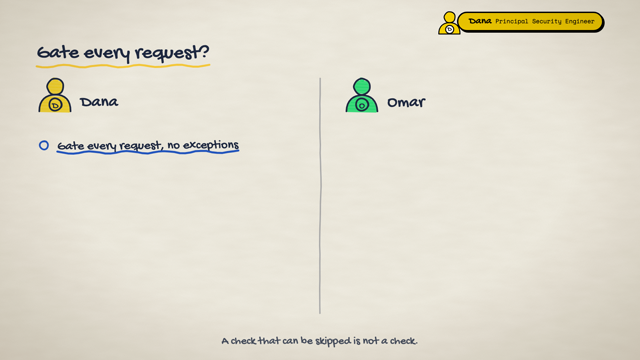 Dana Principal Security Engineer
Gate every request?
D
Dana
O
Omar
Gate every request, no exceptions
A check that can be skipped is not a check.